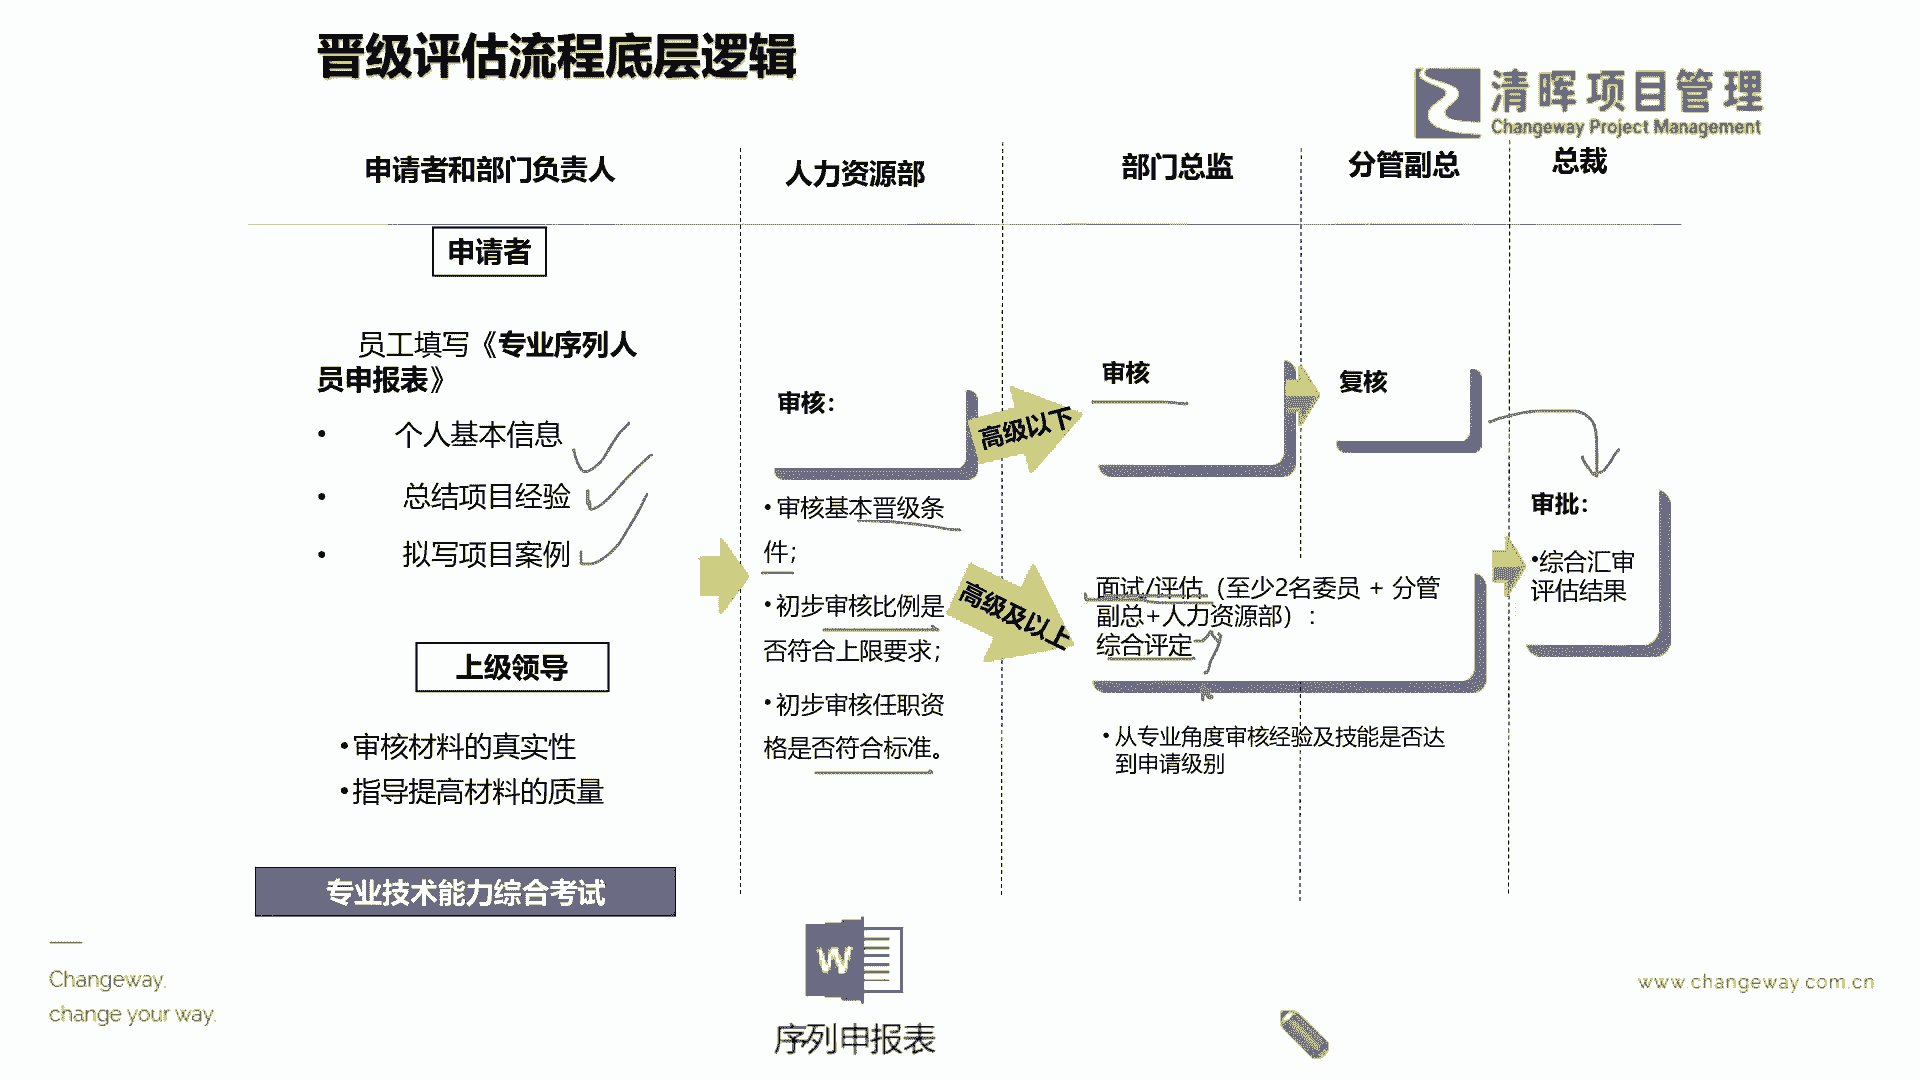 晋级评估流程底层逻辑
清晖项目管理
Changeway Project Management
申请者和部门负责人
人力资源部
部门总监
分管副总
总裁
申请者
员工填写《专业序列人
员申报表》
• 个人基本信息
• 总结项目经验
• 拟写项目案例
上级领导
•审核材料的真实性
•指导提高材料的质量
专业技术能力综合考试
审核：
•审核基本晋级条
件；
•初步审核比例是
否符合上限要求；
•初步审核任职资
格是否符合标准。
高级以下
高级及以上
审核
复核
面试/评估（至少2名委员 + 分管
副总+人力资源部）：
综合评定
•从专业角度审核经验及技能是否达
到申请级别
审批：
•综合汇审
评估结果
W
序列申报表
Changeway.
change your way.
www.changeway.com.cn